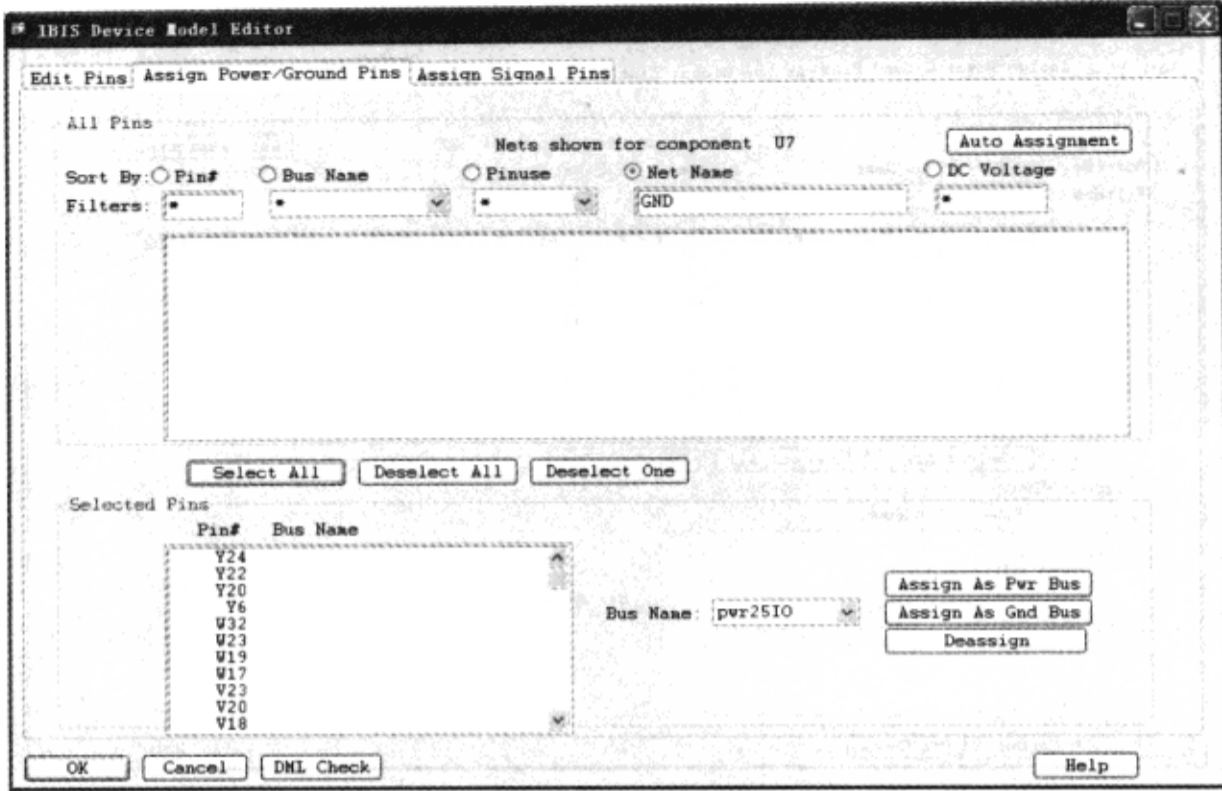 IBIS Device Model Editor
Edit Pins Assign Power/Ground Pins Assign Signal Pins
All Pins
Nets shown for component U7 Auto Assignment
Sort By: Pin# Bus Name Pinuse Net Name DC Voltage
Filters: * * * GND *
Select All Deselect All Deselect One
Selected Pins
Pin# Bus Name
Y24
Y22
Y20
Y6
W32
W23
W19
W17
V23
V20
V18
Bus Name: pwr25IO
Assign As Pwr Bus
Assign As Gnd Bus
Deassign
OK Cancel DML Check Help